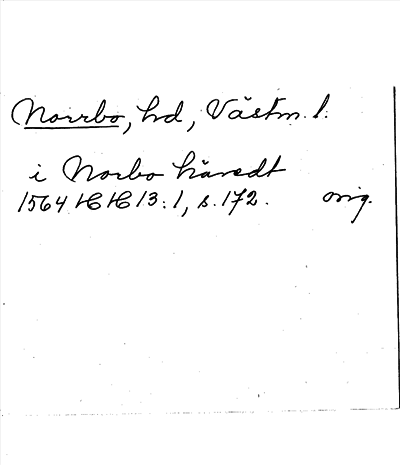 Norrbo, hd, Västm. l.
i Norbo häredt
1564 HH 13:1, s. 172. orig.